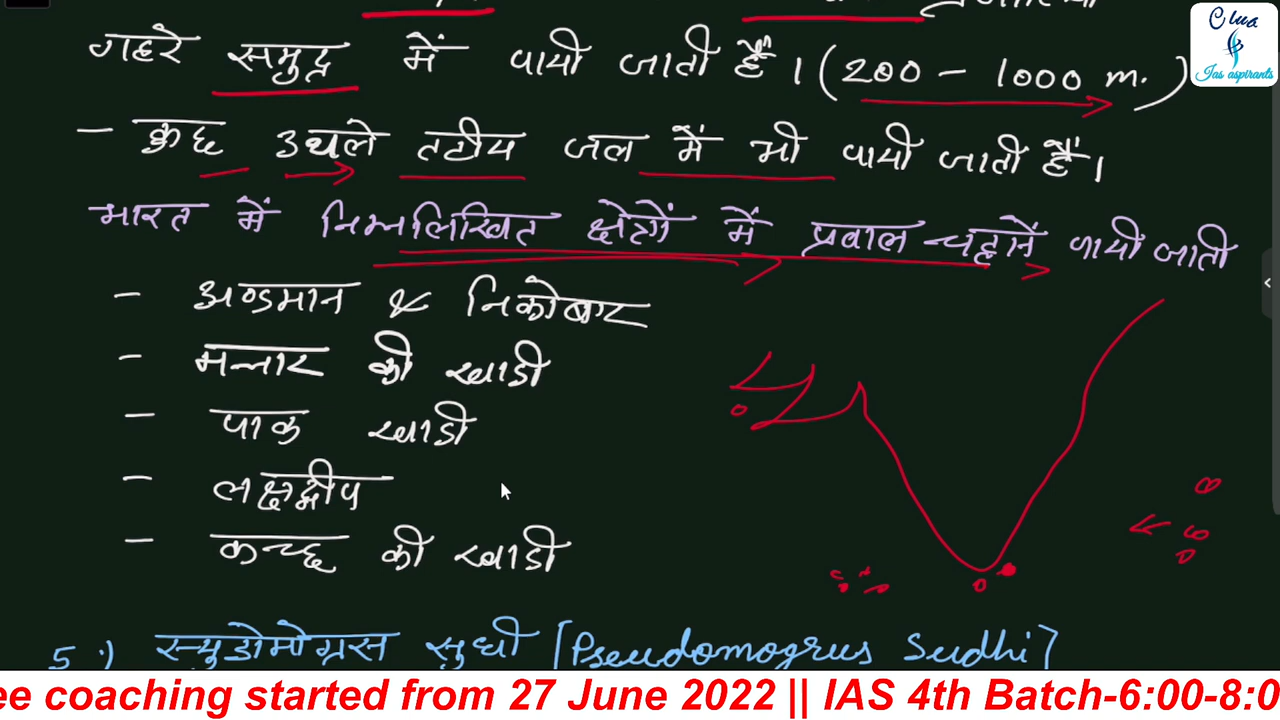 Clue
Ias aspirants
गहरे समुद्र में पायी जाती हैं। (200 - 1000 m.)
- कुछ उथले तटीय जल में भी पायी जाती हैं।
भारत में निम्नलिखित क्षेत्रों में प्रवाल चट्टानें पायी जाती
- अण्डमान & निकोबार
- मन्नार की खाडी
- पाक खाडी
- लक्षद्वीप
- कच्छ की खाडी
5.) स्यूडोमोग्रस सुधी [Pseudomogrus Sudhi]
ee coaching started from 27 June 2022 || IAS 4th Batch-6:00-8:0